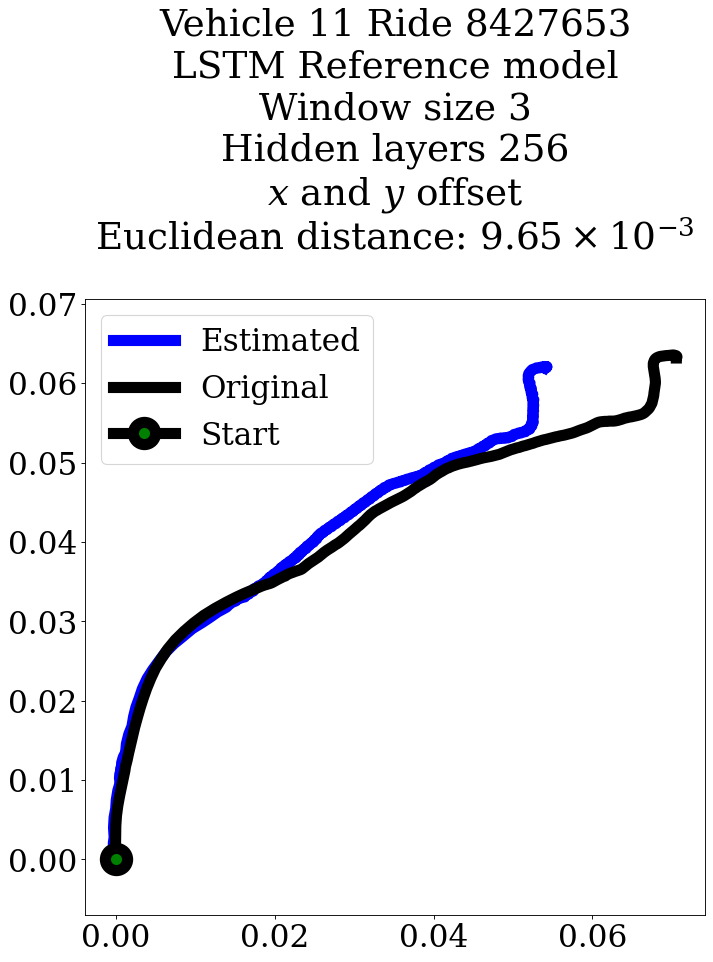 Vehicle 11 Ride 8427653
LSTM Reference model
Window size 3
Hidden layers 256
x and y offset
Euclidean distance: 9.65 × 10⁻³
Estimated
Original
Start
0.07
0.06
0.05
0.04
0.03
0.02
0.01
0.00
0.00 0.02 0.04 0.06